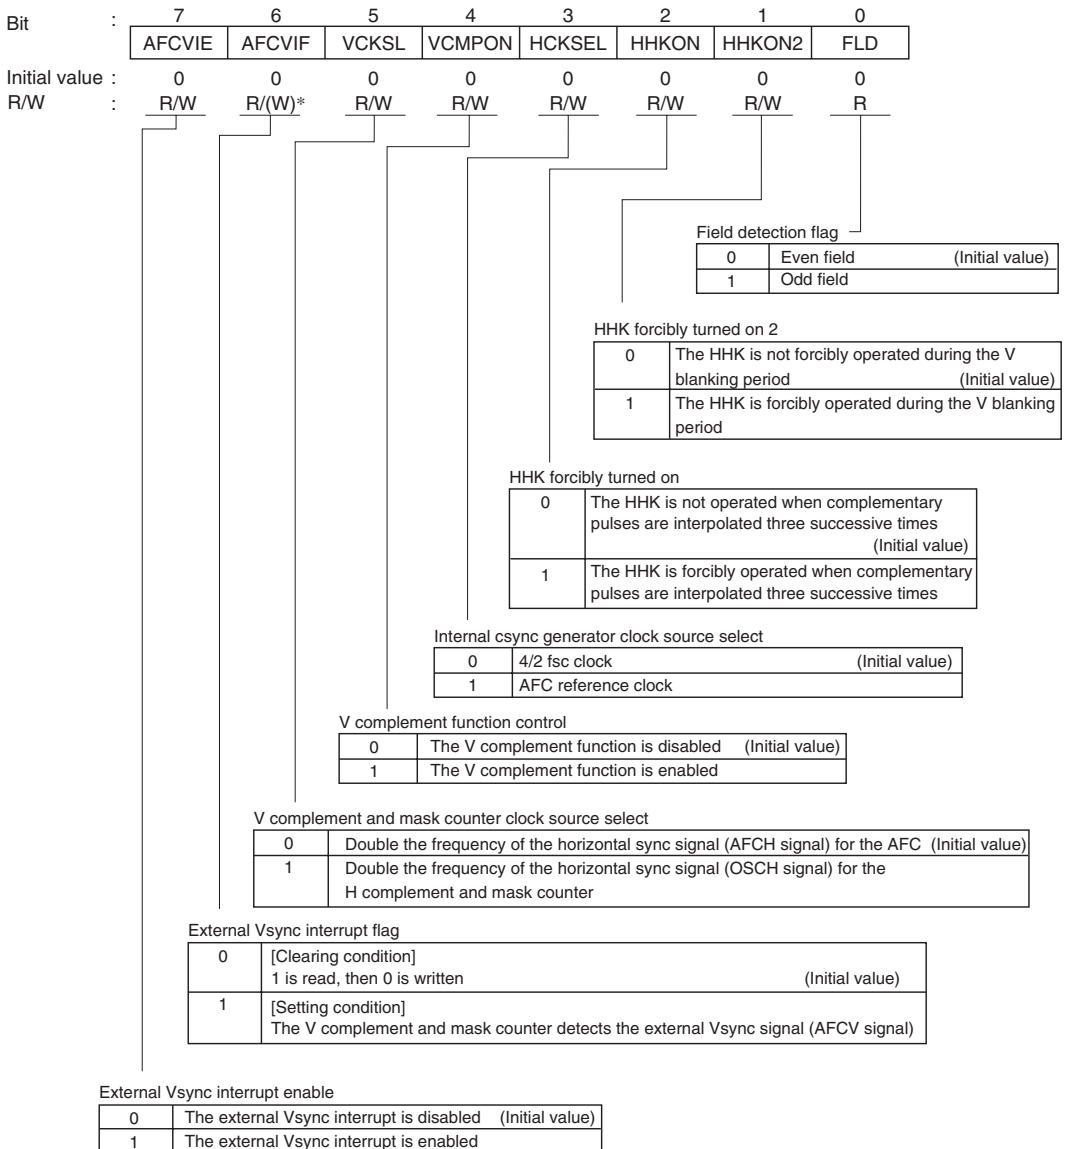 Bit : 7 6 5 4 3 2 1 0
AFCVIE AFCVIF VCKSL VCMPON HCKSEL HHKON HHKON2 FLD
Initial value : 0 0 0 0 0 0 0 0
R/W : R/W R/(W)* R/W R/W R/W R/W R/W R
Field detection flag
0 Even field (Initial value)
1 Odd field
HHK forcibly turned on 2
0 The HHK is not forcibly operated during the V
blanking period (Initial value)
1 The HHK is forcibly operated during the V blanking
period
HHK forcibly turned on
0 The HHK is not operated when complementary
pulses are interpolated three successive times
(Initial value)
1 The HHK is forcibly operated when complementary
pulses are interpolated three successive times
Internal csync generator clock source select
0 4/2 fsc clock (Initial value)
1 AFC reference clock
V complement function control
0 The V complement function is disabled (Initial value)
1 The V complement function is enabled
V complement and mask counter clock source select
0 Double the frequency of the horizontal sync signal (AFCH signal) for the AFC (Initial value)
1 Double the frequency of the horizontal sync signal (OSCH signal) for the
H complement and mask counter
External Vsync interrupt flag
0 [Clearing condition]
1 is read, then 0 is written (Initial value)
1 [Setting condition]
The V complement and mask counter detects the external Vsync signal (AFCV signal)
External Vsync interrupt enable
0 The external Vsync interrupt is disabled (Initial value)
1 The external Vsync interrupt is enabled